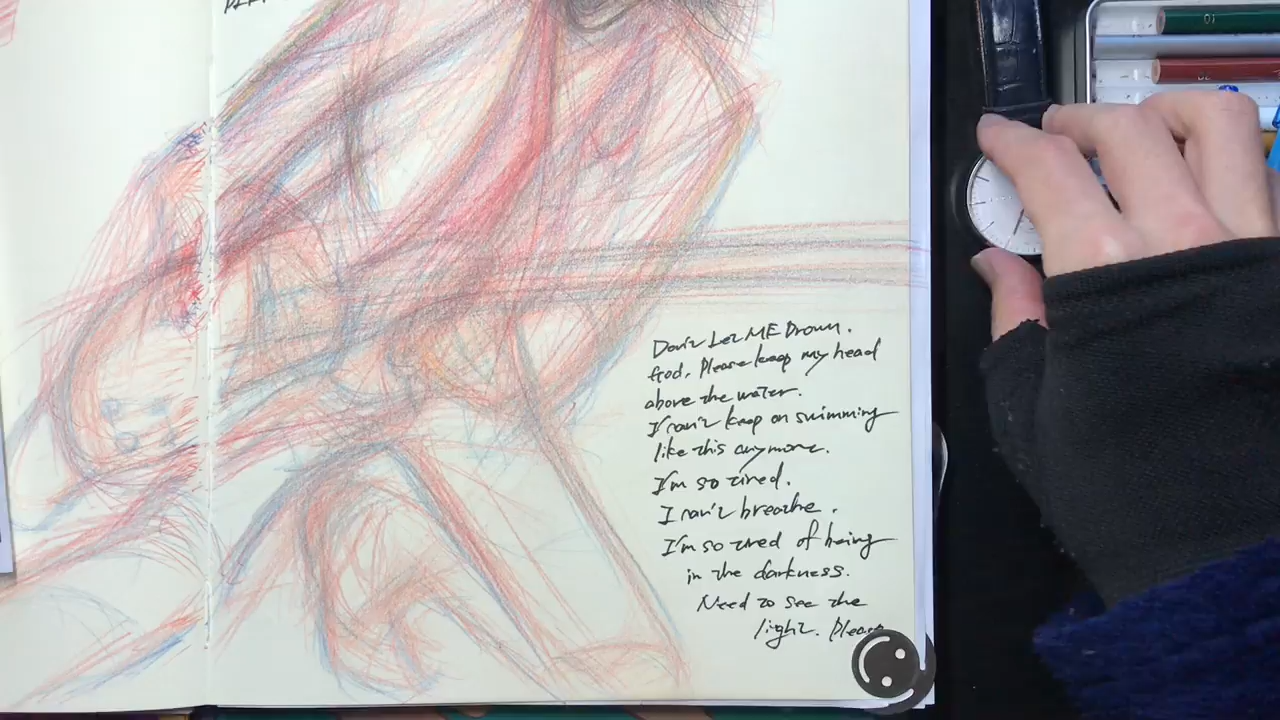 Don't Let ME Drown.
God, Please keep my head
above the water.
I can't keep on swimming
like this anymore.
I'm so tired.
I can't breathe.
I'm so tired of being
in the darkness.
Need to see the
light. Please